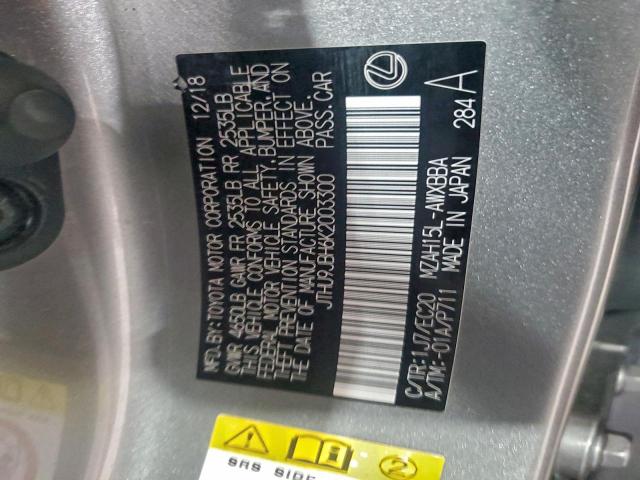 MFD.BY:TOYOTA MOTOR CORPORATION 12/18
GVWR 4650LB GAWR FR 2535LB RR 2535LB
THIS VEHICLE CONFORMS TO ALL APPLICABLE
FEDERAL MOTOR VEHICLE SAFETY,BUMPER, AND
THEFT PREVENTION STANDARDS IN EFFECT ON
THE DATE OF MANUFACTURE SHOWN ABOVE.
JTHU9JBH6K2003300 PASS.CAR
C/TR:1J7/EC20 MZAH15L-AWXBBA
A/TM:-01A/P711 MADE IN JAPAN 284 A
SRS SIDE
2